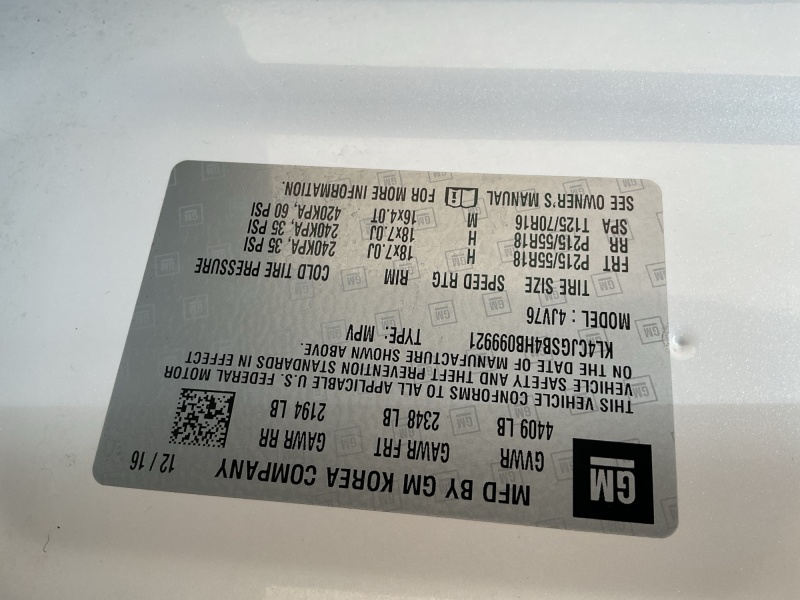 GM
MFD BY GM KOREA COMPANY 12 / 16
GVWR GAWR FRT GAWR RR
4409 LB 2348 LB 2194 LB
THIS VEHICLE CONFORMS TO ALL APPLICABLE U.S. FEDERAL MOTOR
VEHICLE SAFETY AND THEFT PREVENTION STANDARDS IN EFFECT
ON THE DATE OF MANUFACTURE SHOWN ABOVE.
KL4CJGSB4HB099921 TYPE: MPV
MODEL : 4JV76
TIRE SIZE SPEED RTG RIM COLD TIRE PRESSURE
FRT P215/55R18 H 18x7.0J 240KPA, 35 PSI
RR P215/55R18 H 18x7.0J 240KPA, 35 PSI
SPA T125/70R16 M 16x4.0T 420KPA, 60 PSI
SEE OWNER'S MANUAL FOR MORE INFORMATION.